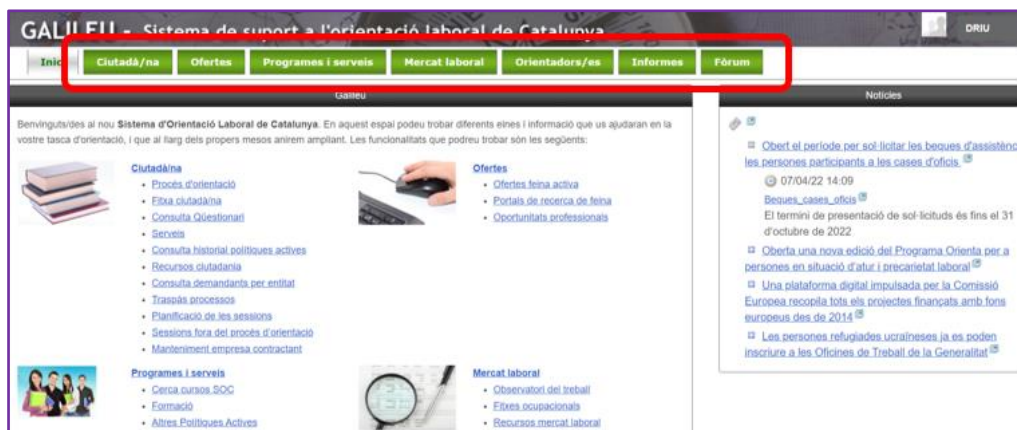 GALILEU - Sistema de suport a l'orientació laboral de Catalunya
DRIU
Inici
Ciutadà/na
Ofertes
Programes i serveis
Mercat laboral
Orientadors/es
Informes
Fòrum
Galileu
Benvinguts/des al nou Sistema d'Orientació Laboral de Catalunya. En aquest espai podeu trobar diferents eines i informació que us ajudaran en la
vostre tasca d'orientació, i que al llarg dels propers mesos anirem ampliant. Les funcionalitats que podreu trobar són les següents:
Ciutadà/na
Procés d'orientació
Fitxa ciutadà/na
Consulta Qüestionari
Serveis
Consulta historial polítiques actives
Recursos ciutadania
Consulta demandants per entitat
Traspàs processos
Planificació de les sessions
Sessions fora del procés d'orientació
Manteniment empresa contractant
Ofertes
Ofertes feina activa
Portals de recerca de feina
Oportunitats professionals
Programes i serveis
Cerca cursos SOC
Formació
Altres Polítiques Actives
Mercat laboral
Observatori del treball
Fitxes ocupacionals
Recursos mercat laboral
Notícies
Obert el període per sol·licitar les beques d'assistènc
les persones participants a les cases d'oficis.
07/04/22 14:09
Beques_cases_oficis
El termini de presentació de sol·licituds és fins el 31
d'octubre de 2022
Oberta una nova edició del Programa Orienta per a
persones en situació d'atur i precarietat laboral
Una plataforma digital impulsada per la Comissió
Europea recopila tots els projectes finançats amb fons
europeus des de 2014
Les persones refugiades ucraïneses ja es poden
inscriure a les Oficines de Treball de la Generalitat